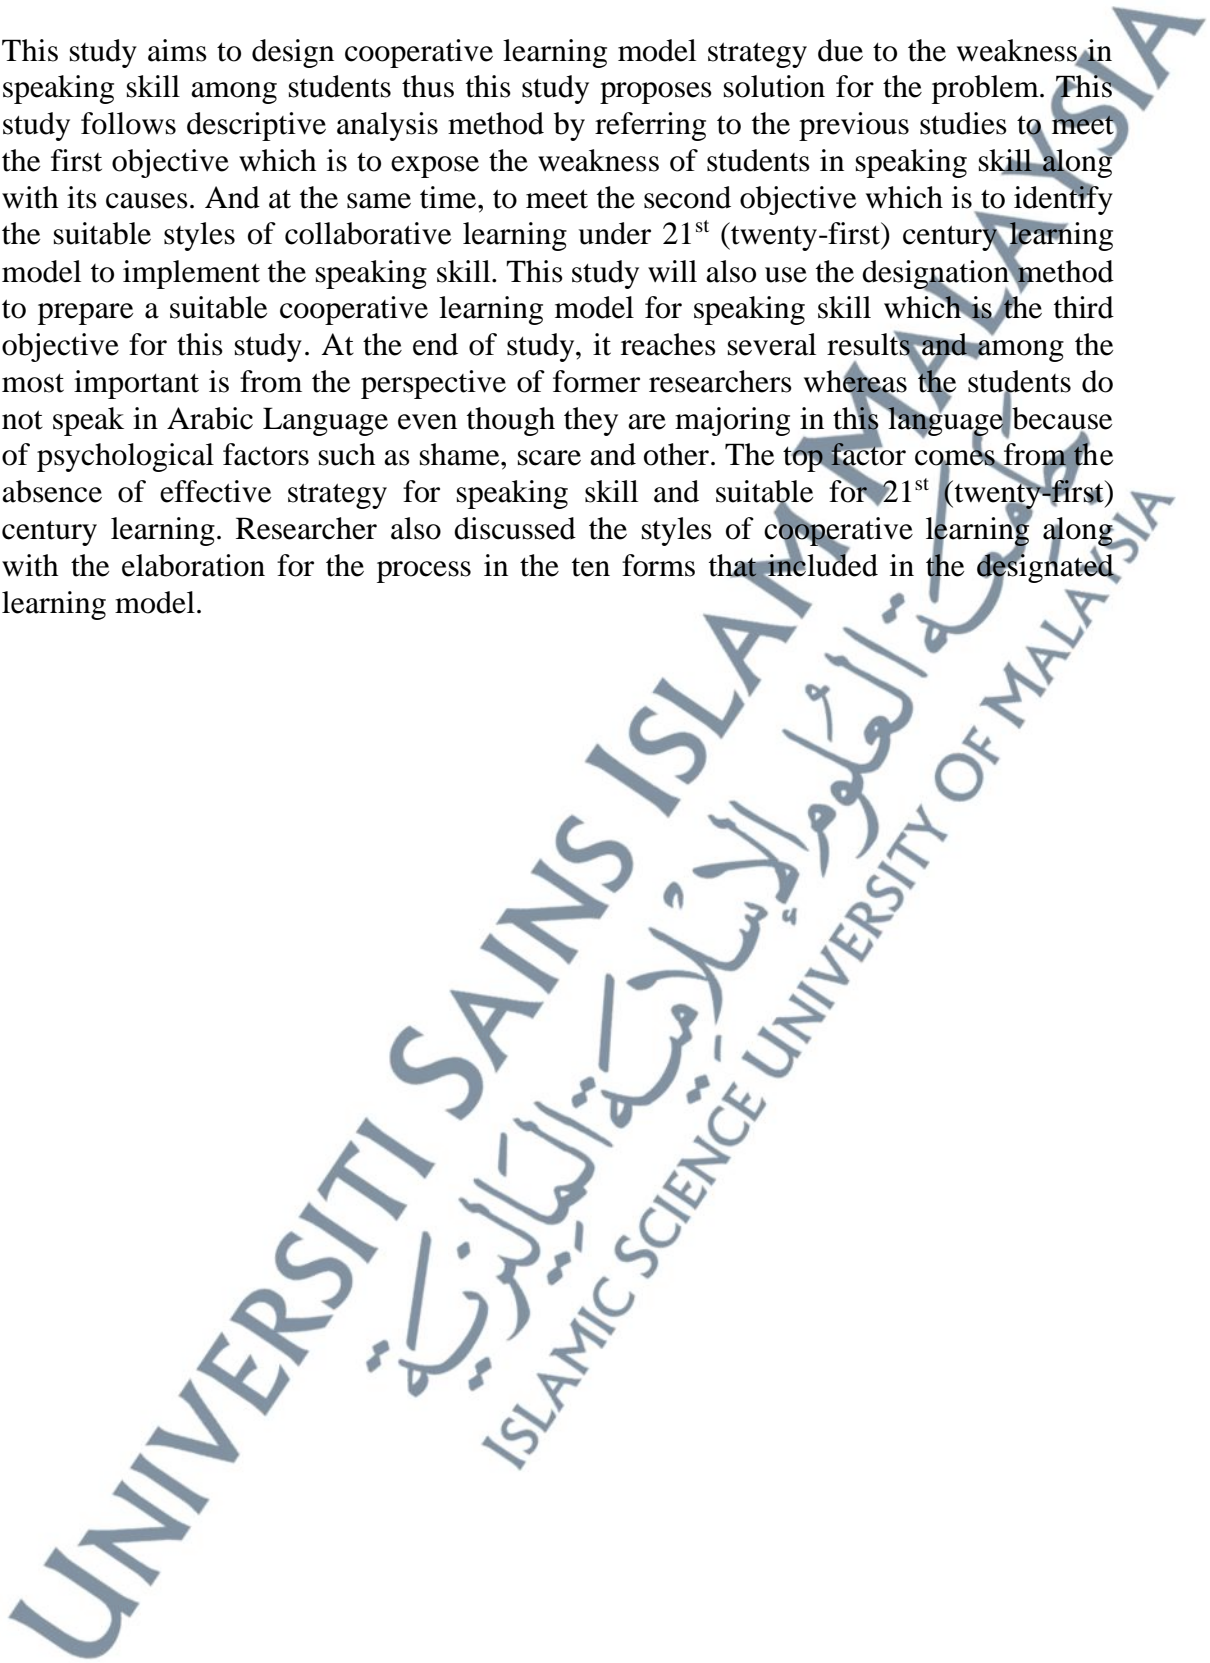 This study aims to design cooperative learning model strategy due to the weakness in
speaking skill among students thus this study proposes solution for the problem. This
study follows descriptive analysis method by referring to the previous studies to meet
the first objective which is to expose the weakness of students in speaking skill along
with its causes. And at the same time, to meet the second objective which is to identify
the suitable styles of collaborative learning under 21st (twenty-first) century learning
model to implement the speaking skill. This study will also use the designation method
to prepare a suitable cooperative learning model for speaking skill which is the third
objective for this study. At the end of study, it reaches several results and among the
most important is from the perspective of former researchers whereas the students do
not speak in Arabic Language even though they are majoring in this language because
of psychological factors such as shame, scare and other. The top factor comes from the
absence of effective strategy for speaking skill and suitable for 21st (twenty-first)
century learning. Researcher also discussed the styles of cooperative learning along
with the elaboration for the process in the ten forms that included in the designated
learning model.
UNIVERSITI SAINS ISLAM MALAYSIA
جامعة العلوم الإسلامية الماليزية
ISLAMIC SCIENCE UNIVERSITY OF MALAYSIA